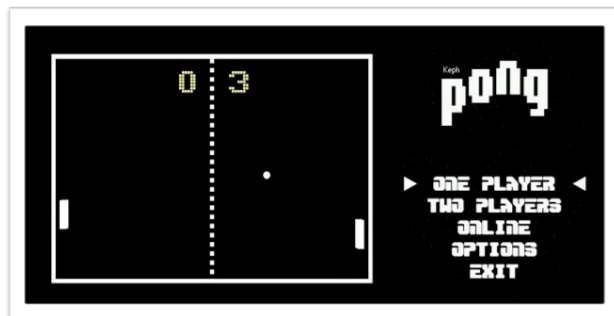 0 3
Keph
pong
ONE PLAYER
TWO PLAYERS
ONLINE
OPTIONS
EXIT